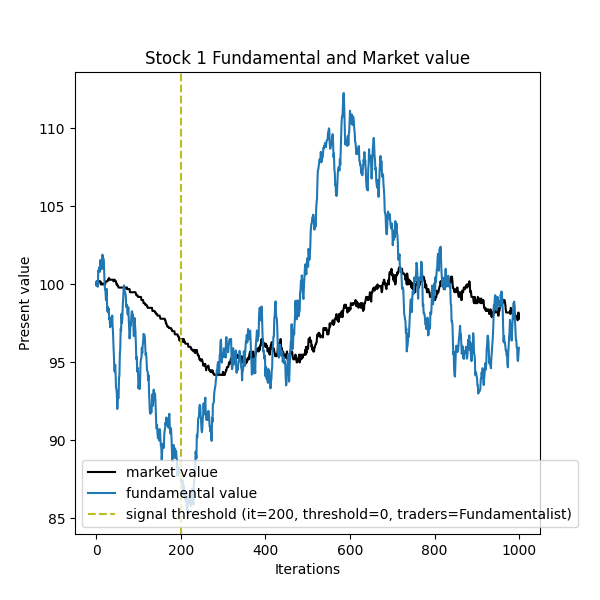 Stock 1 Fundamental and Market value
Present value
110
105
100
95
90
85
market value
fundamental value
signal threshold (it=200, threshold=0, traders=Fundamentalist)
0 200 400 600 800 1000
Iterations